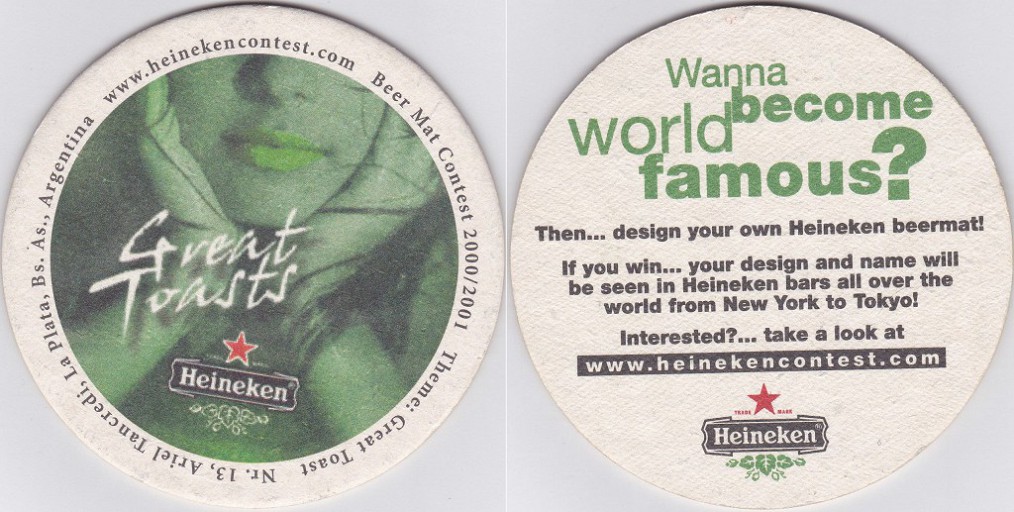 www.heinekencontest.com
Beer Mat Contest 2000/2001
Theme: Great Toast
Nr. 13, Ariel Tancredi, La Plata, Bs. As., Argentina
Great
Toasts
Heineken®
Wanna
become
world
famous?
Then... design your own Heineken beermat!
If you win... your design and name will
be seen in Heineken bars all over the
world from New York to Tokyo!
Interested?... take a look at
www.heinekencontest.com
TRADE MARK
Heineken®